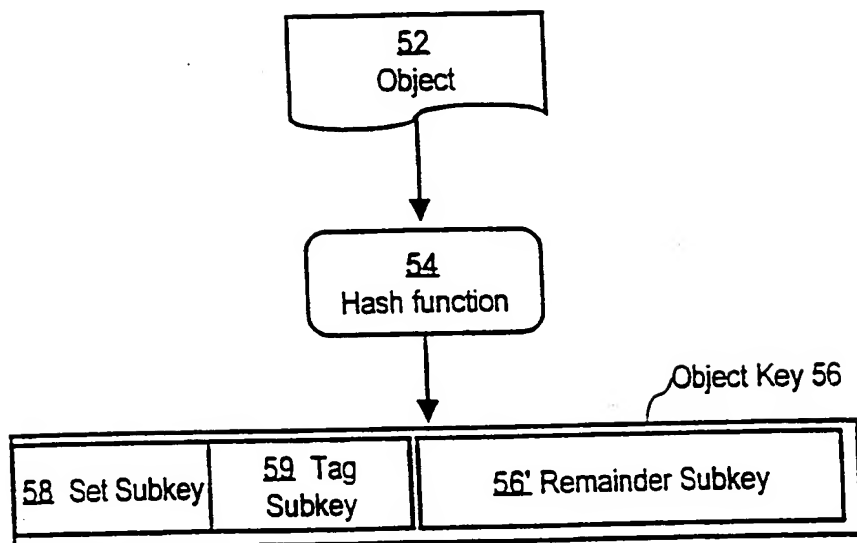 52
Object
54
Hash function
Object Key 56
58 Set Subkey
59 Tag
Subkey
56' Remainder Subkey